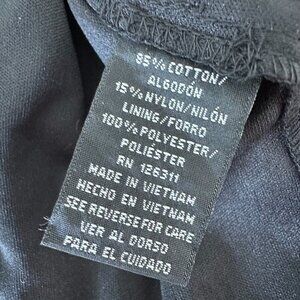 85% COTTON/
ALGODÓN
15% NYLON/NILÓN
LINING/FORRO
100% POLYESTER/
POLIÉSTER
RN 126311
MADE IN VIETNAM
HECHO EN VIETNAM
SEE REVERSE FOR CARE
VER AL DORSO
PARA EL CUIDADO